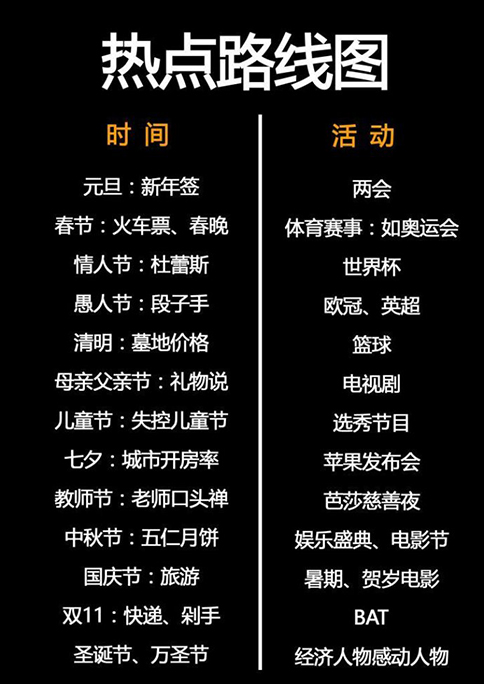 热点路线图
时间
元旦：新年签
春节：火车票、春晚
情人节：杜蕾斯
愚人节：段子手
清明：墓地价格
母亲父亲节：礼物说
儿童节：失控儿童节
七夕：城市开房率
教师节：老师口头禅
中秋节：五仁月饼
国庆节：旅游
双11：快递、剁手
圣诞节、万圣节
活动
两会
体育赛事：如奥运会
世界杯
欧冠、英超
篮球
电视剧
选秀节目
苹果发布会
芭莎慈善夜
娱乐盛典、电影节
暑期、贺岁电影
BAT
经济人物感动人物